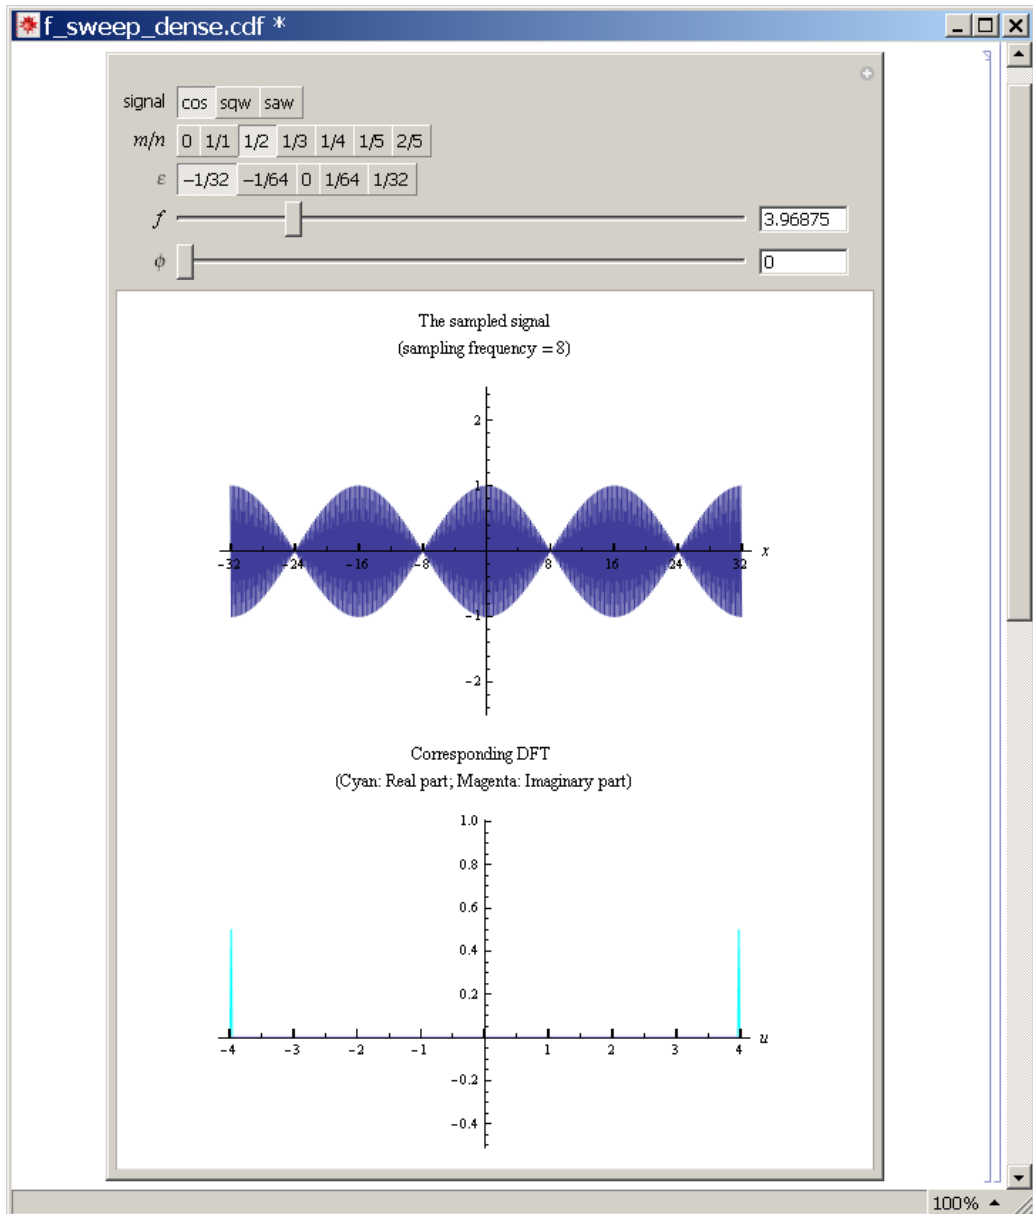 f_sweep_dense.cdf *
signal cos sqw saw
m/n 0 1/1 1/2 1/3 1/4 1/5 2/5
ε −1/32 −1/64 0 1/64 1/32
f 3.96875
ϕ 0
The sampled signal
(sampling frequency = 8)
2
1
−32 −24 −16 −8 8 16 24 32 x
−1
−2
Corresponding DFT
(Cyan: Real part; Magenta: Imaginary part)
1.0
0.8
0.6
0.4
0.2
−4 −3 −2 −1 1 2 3 4 u
−0.2
−0.4
100%